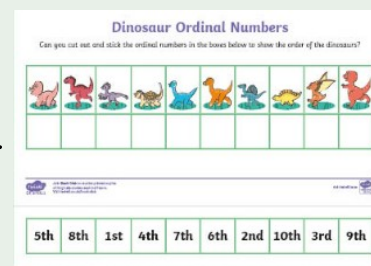 Dinosaur Ordinal Numbers
Can you cut out and stick the ordinal numbers in the boxes below to show the order of the dinosaurs?
5th 8th 1st 4th 7th 6th 2nd 10th 3rd 9th